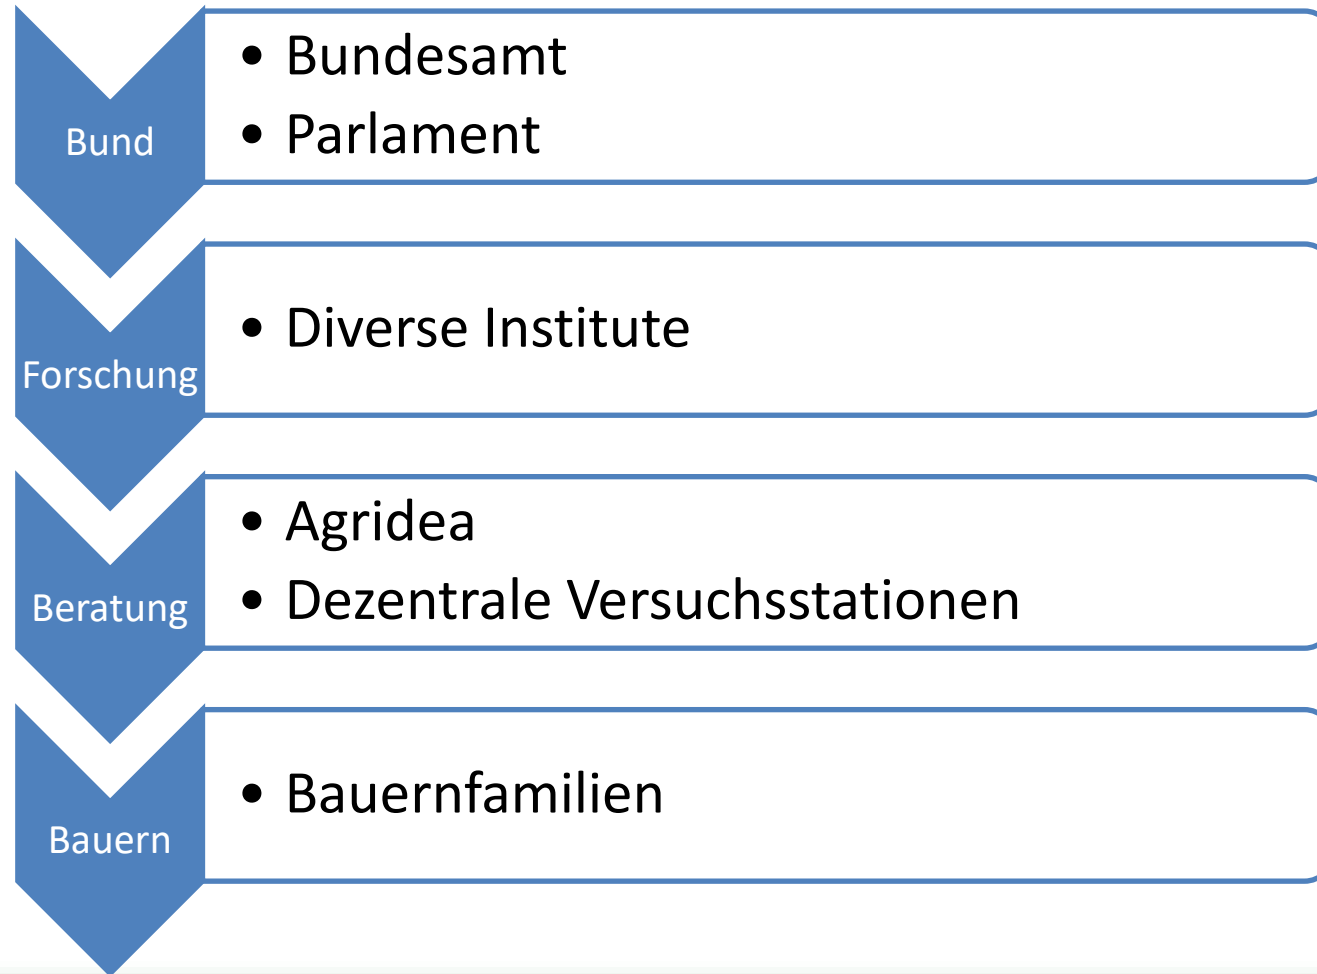 Bund
• Bundesamt
• Parlament
Forschung
• Diverse Institute
Beratung
• Agridea
• Dezentrale Versuchsstationen
Bauern
• Bauernfamilien